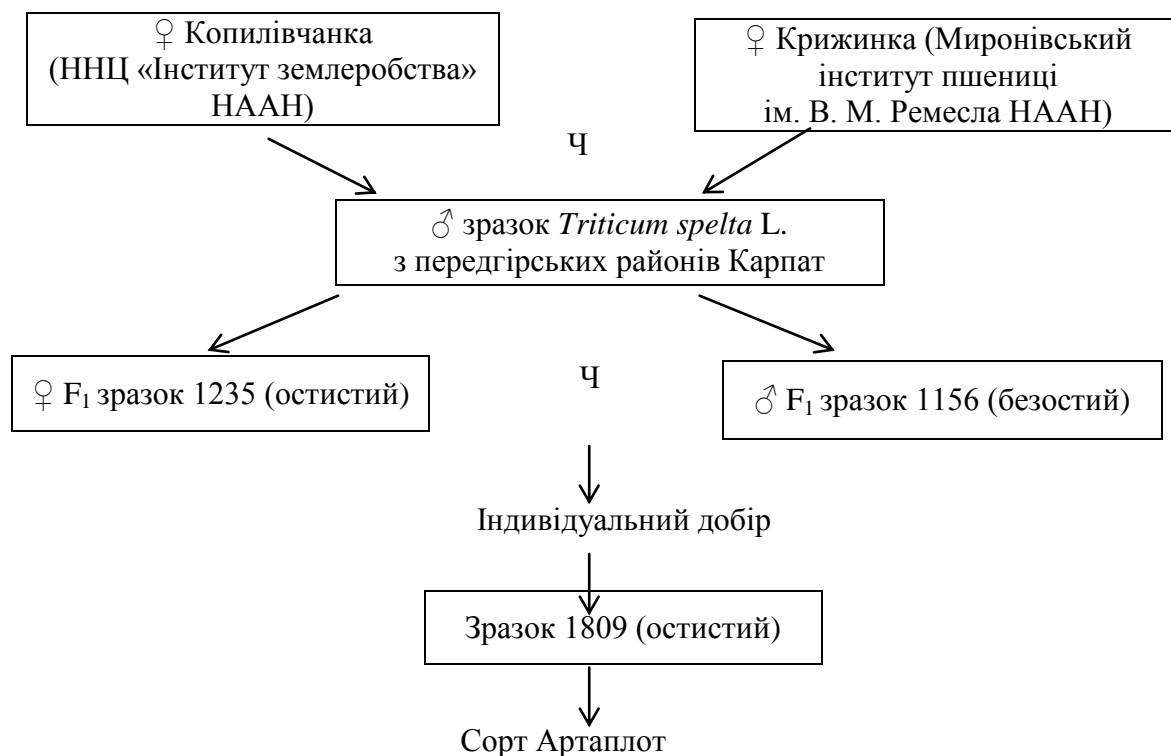 ♀ Копилівчанка
(ННЦ «Інститут землеробства»
НААН)
♀ Крижинка (Миронівський
інститут пшениці
ім. В. М. Ремесла НААН)
Ч
♂ зразок Triticum spelta L.
з передгірських районів Карпат
♀ F₁ зразок 1235 (остистий)
Ч
♂ F₁ зразок 1156 (безостий)
Індивідуальний добір
Зразок 1809 (остистий)
Сорт Артаплот